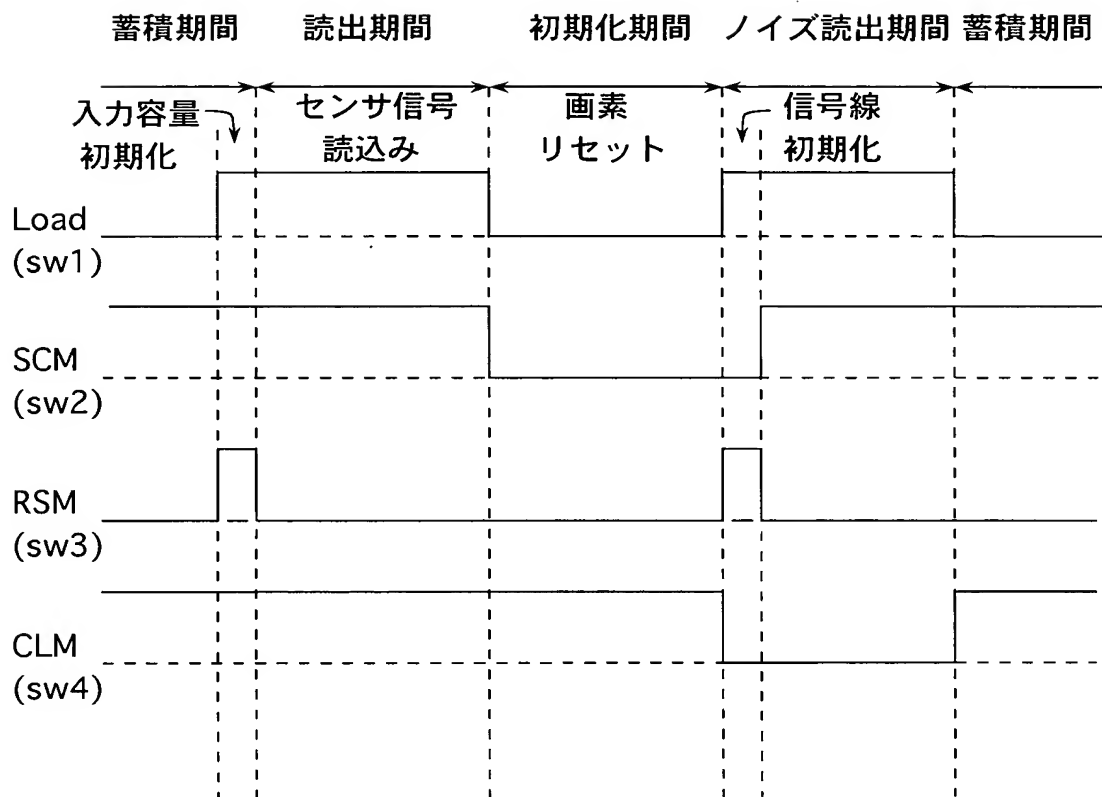 蓄積期間 読出期間 初期化期間 ノイズ読出期間 蓄積期間
入力容量
初期化
センサ信号
読込み
画素
リセット
信号線
初期化
Load
(sw1)
SCM
(sw2)
RSM
(sw3)
CLM
(sw4)